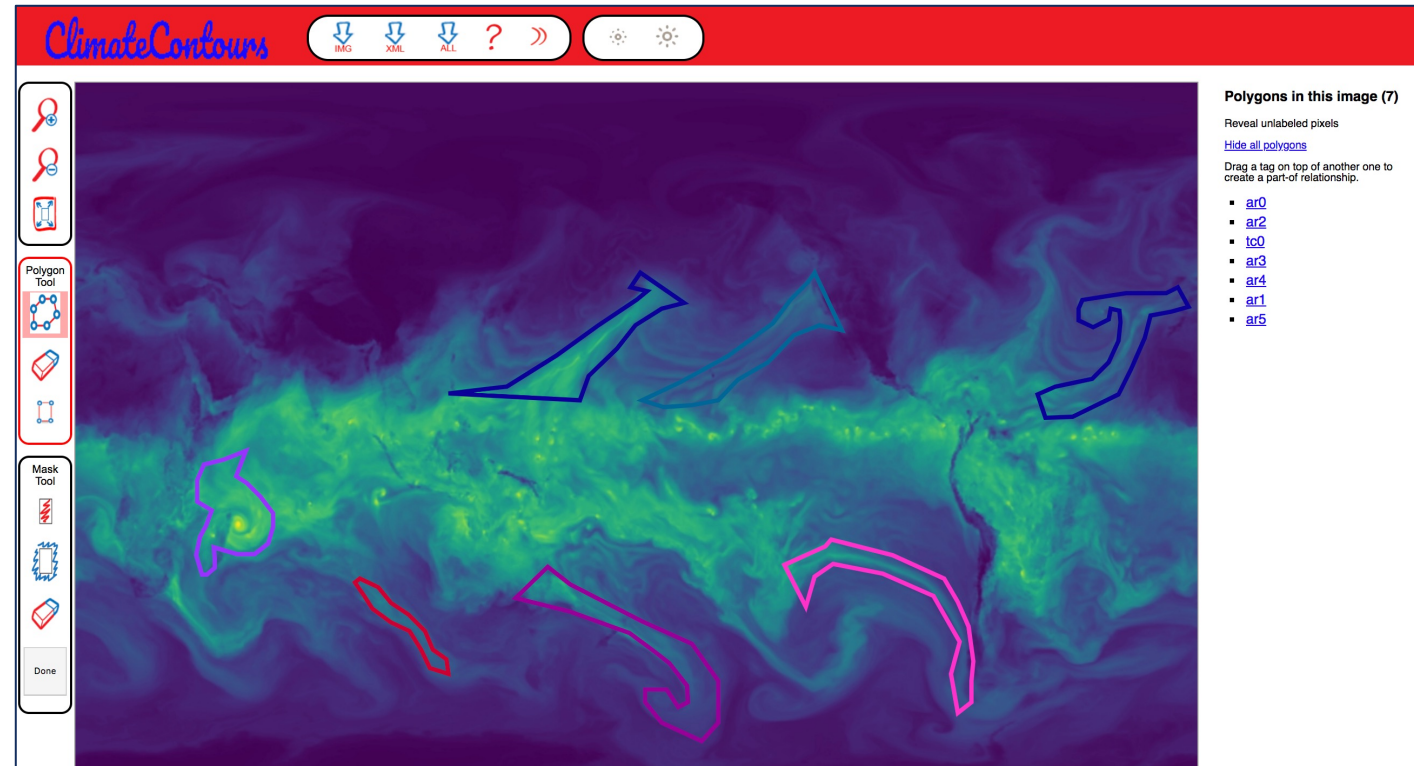 ClimateContours
IMG
XML
ALL
?
Polygon
Tool
Mask
Tool
Done
Polygons in this image (7)
Reveal unlabeled pixels
Hide all polygons
Drag a tag on top of another one to
create a part-of relationship.
ar0
ar2
tc0
ar3
ar4
ar1
ar5